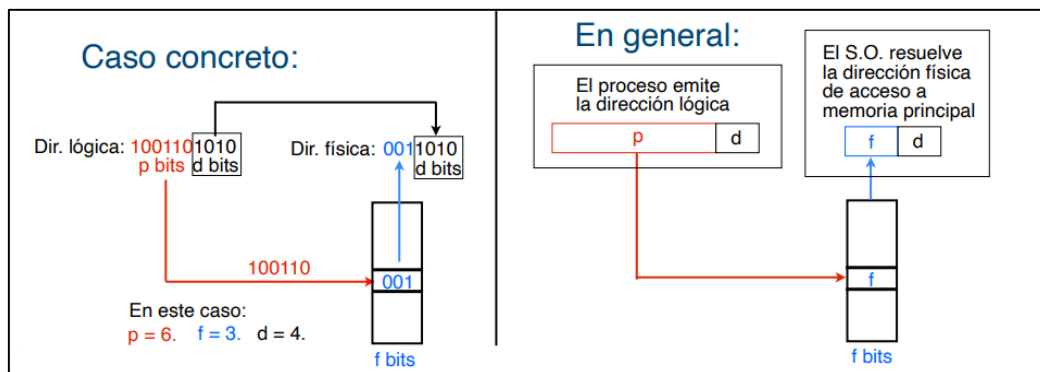 Caso concreto:
Dir. lógica: 1001101010
p bits d bits
Dir. física: 0011010
d bits
100110
001
En este caso:
p = 6. f = 3. d = 4.
f bits
En general:
El proceso emite
la dirección lógica
p d
El S.O. resuelve
la dirección física
de acceso a
memoria principal
f d
f
f bits